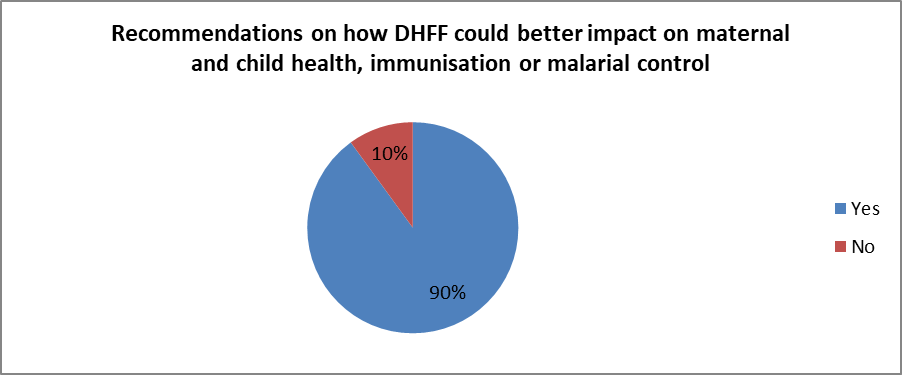 Recommendations on how DHFF could better impact on maternal
and child health, immunisation or malarial control
10%
Yes
No
90%